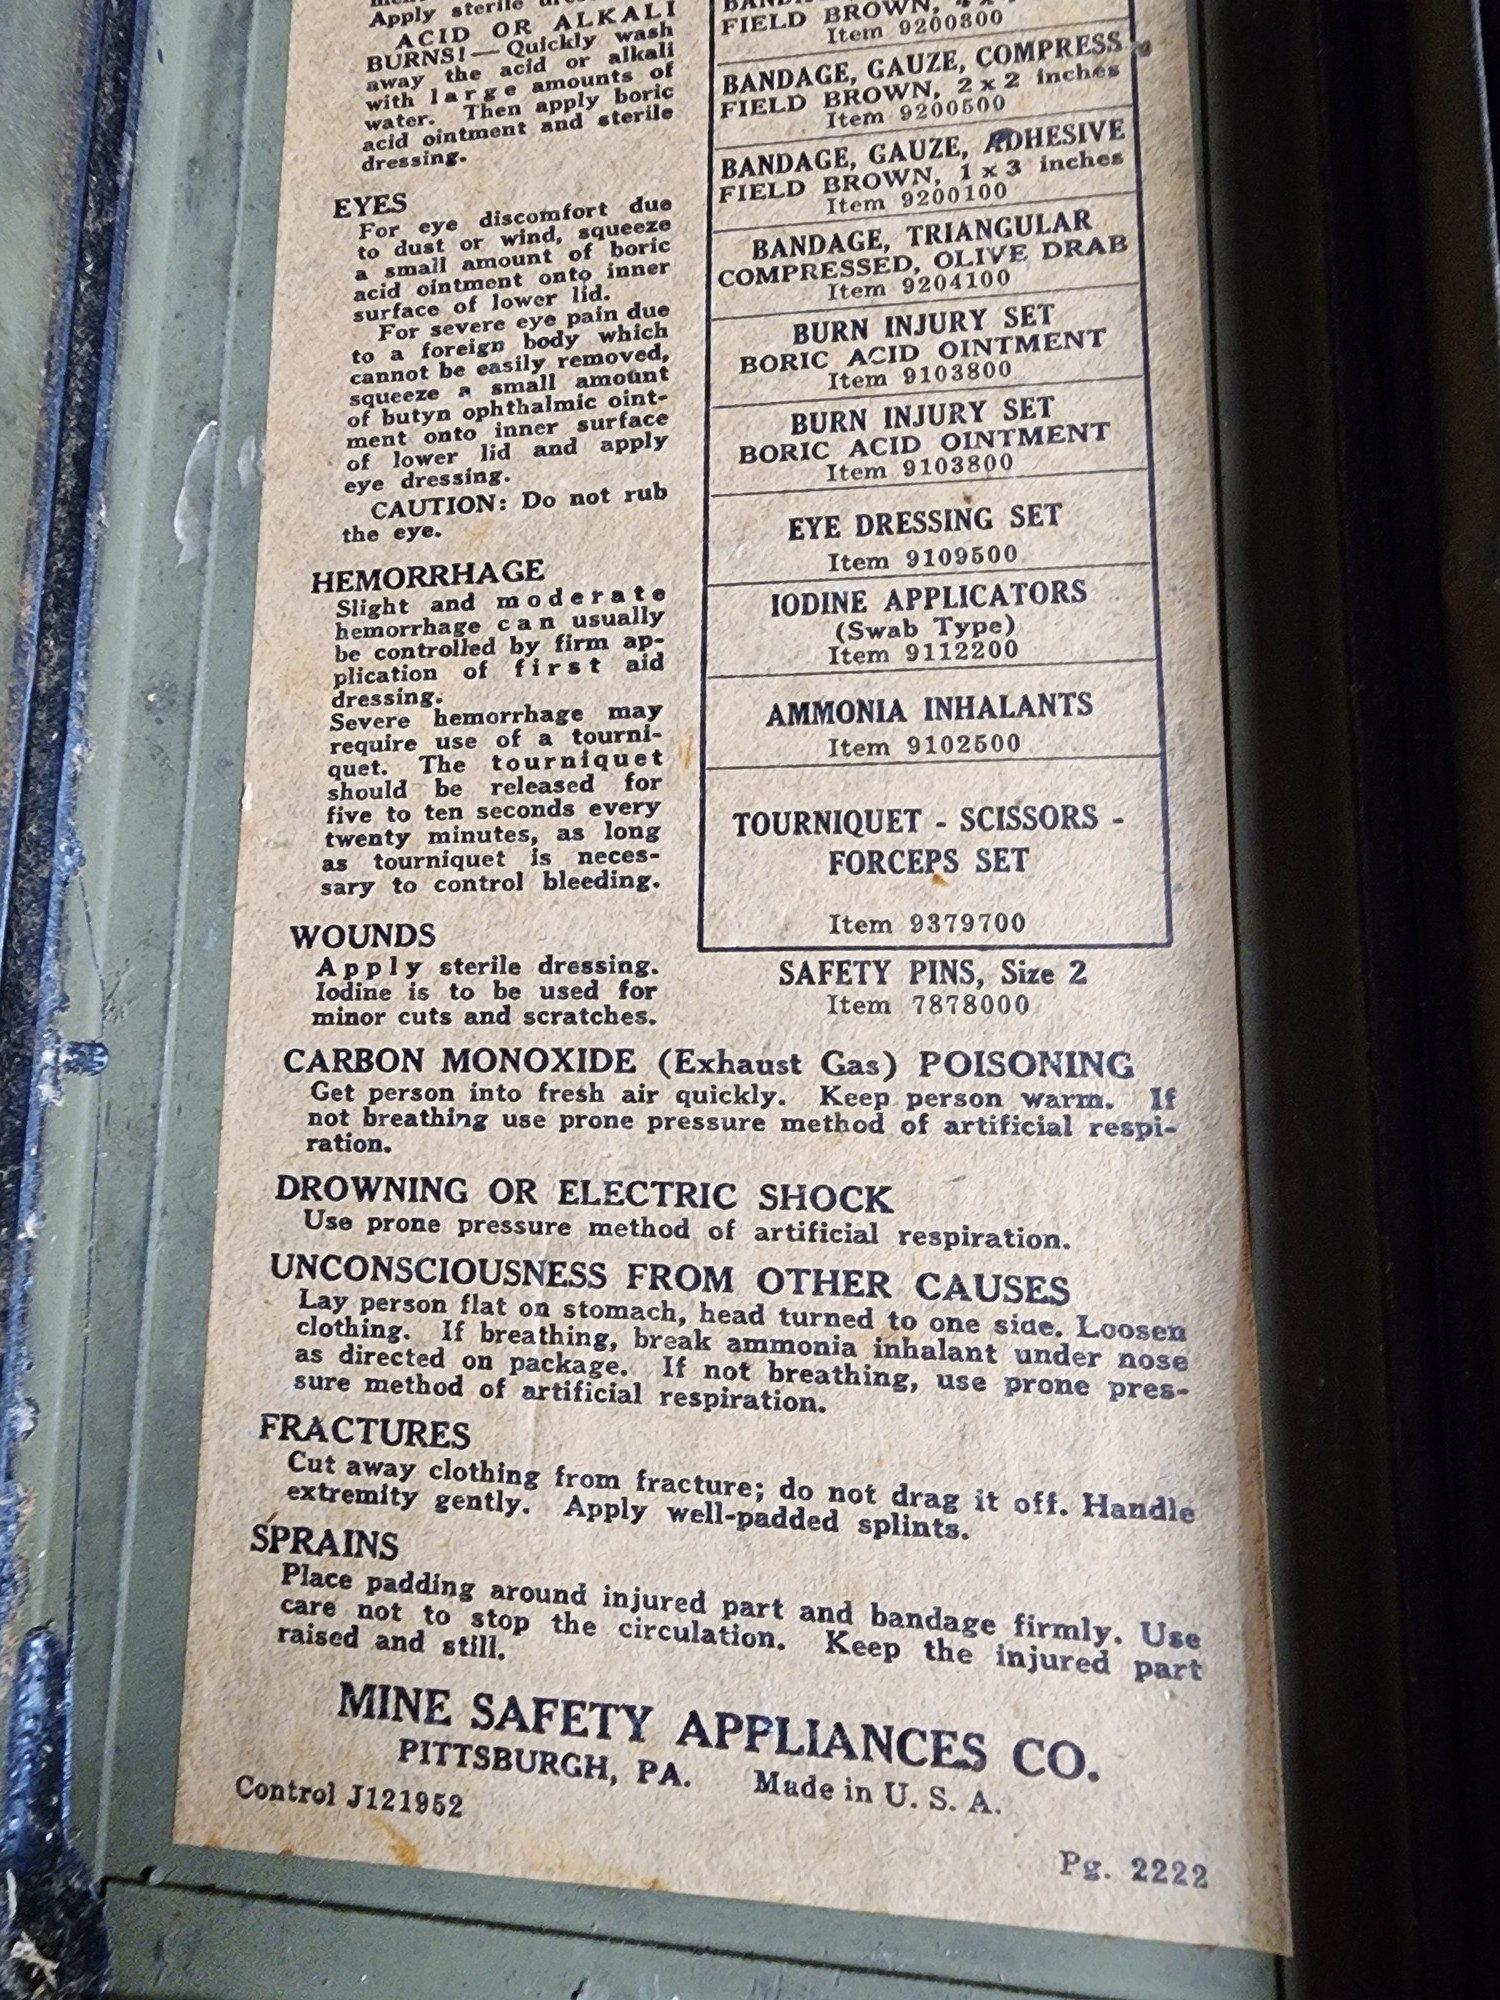 Apply sterile
ACID OR ALKALI
BURNS!—Quickly wash
away the acid or alkali
with large amounts of
water. Then apply boric
acid ointment and sterile
dressing.
EYES
For eye discomfort due
to dust or wind, squeeze
a small amount of boric
acid ointment onto inner
surface of lower lid.
For severe eye pain due
to a foreign body which
cannot be easily removed,
squeeze a small amount
of butyn ophthalmic oint-
ment onto inner surface
of lower lid and apply
eye dressing.
CAUTION: Do not rub
the eye.
HEMORRHAGE
Slight and moderate
hemorrhage can usually
be controlled by firm ap-
plication of first aid
dressing.
Severe hemorrhage may
require use of a tourni-
quet. The tourniquet
should be released for
five to ten seconds every
twenty minutes, as long
as tourniquet is neces-
sary to control bleeding.
WOUNDS
Apply sterile dressing.
Iodine is to be used for
minor cuts and scratches.
FIELD BROWN,
Item 9200800
BANDAGE, GAUZE, COMPRESS
FIELD BROWN, 2 x 2 inches
Item 9200500
BANDAGE, GAUZE, ADHESIVE
FIELD BROWN, 1 x 3 inches
Item 9200100
BANDAGE, TRIANGULAR
COMPRESSED, OLIVE DRAB
Item 9204100
BURN INJURY SET
BORIC ACID OINTMENT
Item 9103800
BURN INJURY SET
BORIC ACID OINTMENT
Item 9103800
EYE DRESSING SET
Item 9109500
IODINE APPLICATORS
(Swab Type)
Item 9112200
AMMONIA INHALANTS
Item 9102500
TOURNIQUET - SCISSORS -
FORCEPS SET
Item 9379700
SAFETY PINS, Size 2
Item 7878000
CARBON MONOXIDE (Exhaust Gas) POISONING
Get person into fresh air quickly. Keep person warm. If
not breathing use prone pressure method of artificial respi-
ration.
DROWNING OR ELECTRIC SHOCK
Use prone pressure method of artificial respiration.
UNCONSCIOUSNESS FROM OTHER CAUSES
Lay person flat on stomach, head turned to one side. Loosen
clothing. If breathing, break ammonia inhalant under nose
as directed on package. If not breathing, use prone pres-
sure method of artificial respiration.
FRACTURES
Cut away clothing from fracture; do not drag it off. Handle
extremity gently. Apply well-padded splints.
SPRAINS
Place padding around injured part and bandage firmly. Use
care not to stop the circulation. Keep the injured part
raised and still.
MINE SAFETY APPLIANCES CO.
PITTSBURGH, PA. Made in U. S. A.
Control J121952
Pg. 2222